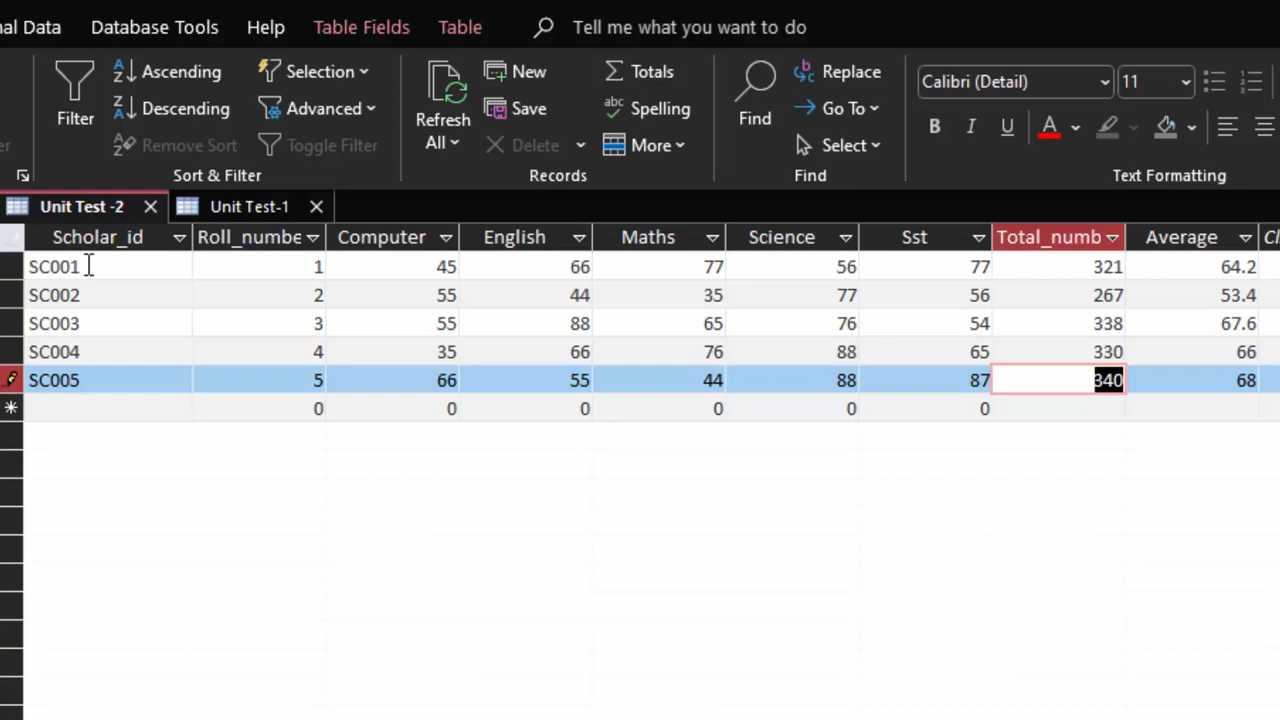 nal Data Database Tools Help Table Fields Table Tell me what you want to do
Filter
Ascending
Descending
Remove Sort
Selection
Advanced
Toggle Filter
Sort & Filter
Refresh
All
New
Save
Delete
Totals
abc
Spelling
More
Records
Find
Replace
Go To
Select
Find
Calibri (Detail) 11
B I U A
Text Formatting
Unit Test -2 Unit Test-1
Scholar_id Roll_numbe Computer English Maths Science Sst Total_numb Average Cl
SC001 1 45 66 77 56 77 321 64.2
SC002 2 55 44 35 77 56 267 53.4
SC003 3 55 88 65 76 54 338 67.6
SC004 4 35 66 76 88 65 330 66
SC005 5 66 55 44 88 87 340 68
0 0 0 0 0 0